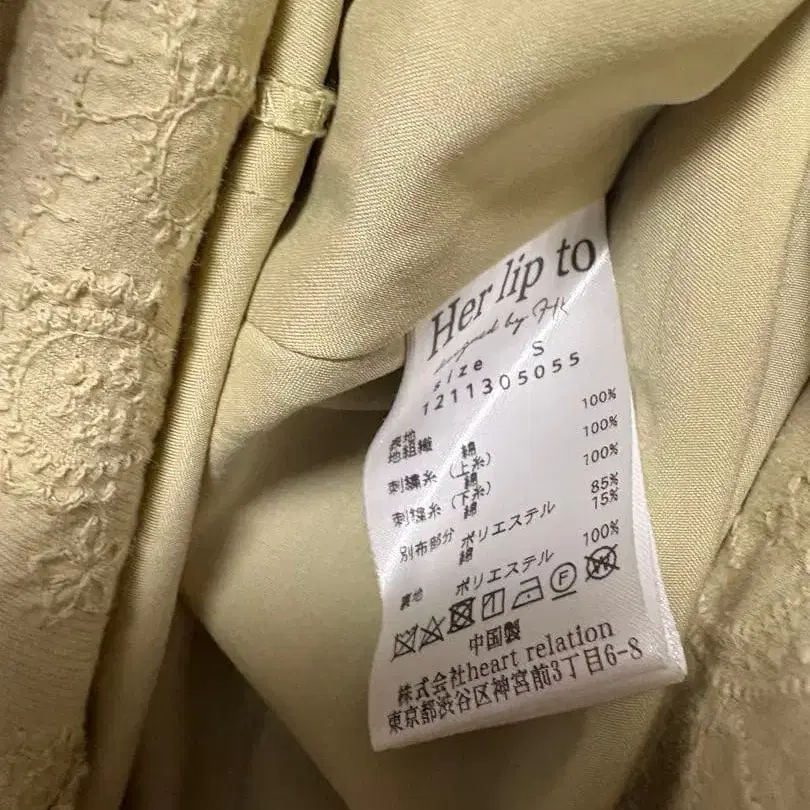 Her lip to
designed by HK
size S
1211305055
表地
地組織 綿 100%
刺繍糸（上糸）
綿 100%
刺繍糸（下糸）
綿 100%
別布部分 ポリエステル 85%
綿 15%
裏地 ポリエステル 100%
中国製
株式会社heart relation
東京都渋谷区神宮前3丁目6-8